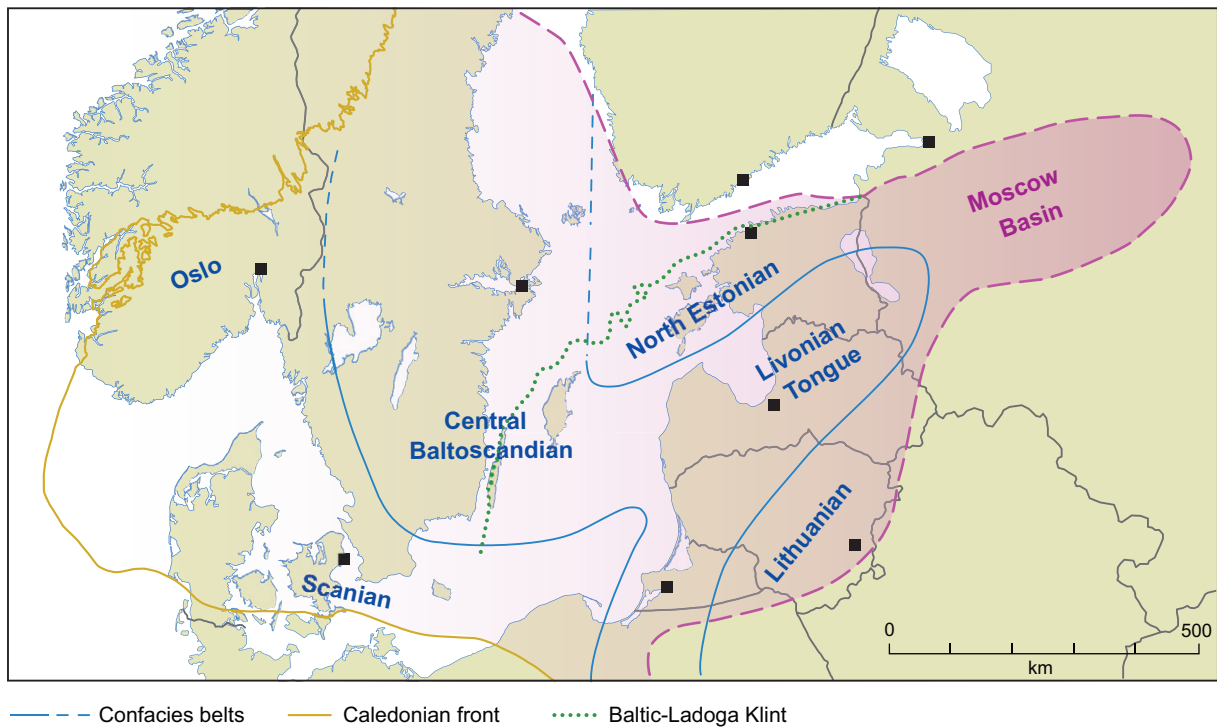 Moscow
Basin
Oslo
North Estonian
Livonian
Tongue
Central
Baltoscandian
Lithuanian
Scanian
0 500
km
Confacies belts Caledonian front Baltic-Ladoga Klint